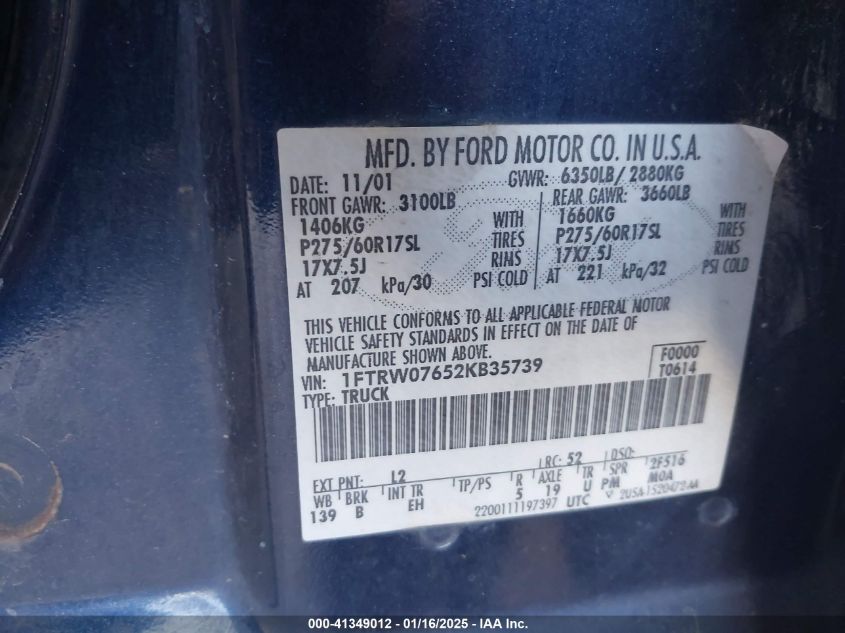 MFD. BY FORD MOTOR CO. IN U.S.A.
DATE: 11/01 GVWR: 6350LB/ 2880KG
FRONT GAWR: 3100LB REAR GAWR: 3660LB
1406KG WITH 1660KG WITH
P275/60R17SL TIRES P275/60R17SL TIRES
17X7.5J RIMS 17X7.5J RIMS
AT 207 kPa/30 PSI COLD AT 221 kPa/32 PSI COLD
THIS VEHICLE CONFORMS TO ALL APPLICABLE FEDERAL MOTOR
VEHICLE SAFETY STANDARDS IN EFFECT ON THE DATE OF
MANUFACTURE SHOWN ABOVE.
VIN: 1FTRW07652KB35739 F0000
TYPE: TRUCK T0614
EXT PNT: L2 RC: 52 DSO: 2F516
WB BRK INT TR TP/PS R AXLE TR SPR M0A
139 B EH 5 19 U PM
2200111197397 UTC
000-41349012 - 01/16/2025 - Copyright © IAA, LLC.